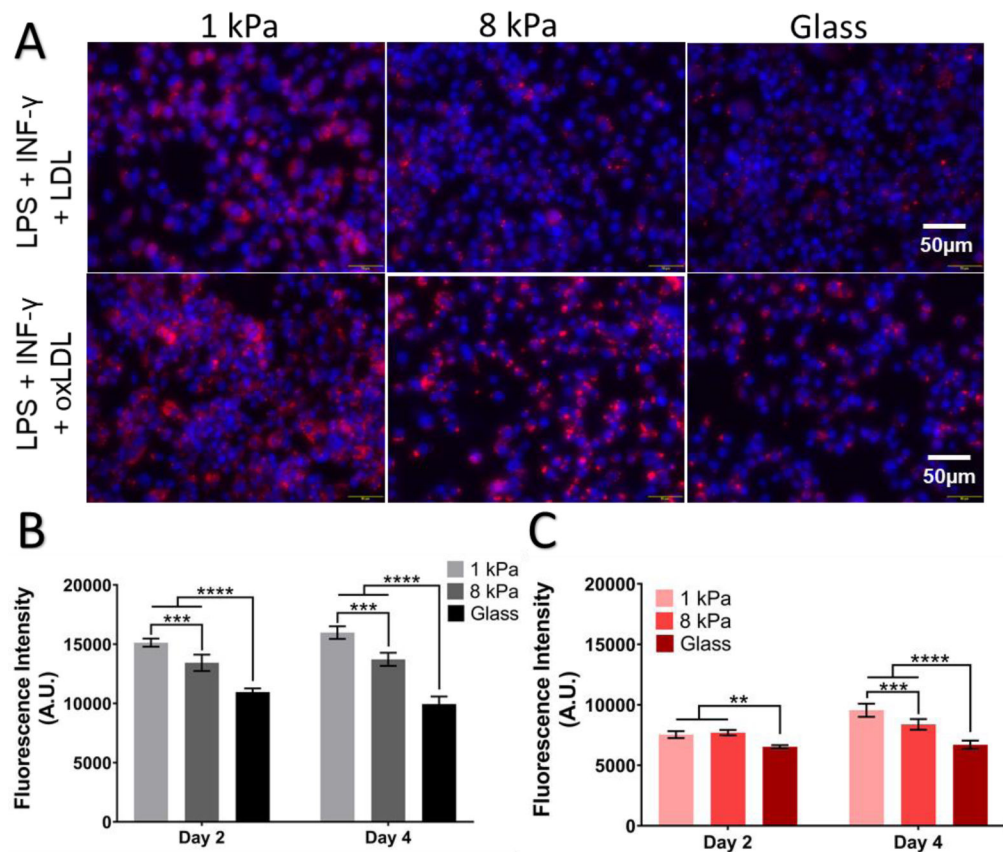 A
1 kPa
8 kPa
Glass
LPS + INF-γ
+ LDL
50µm
LPS + INF-γ
+ oxLDL
50µm
B
1 kPa
8 kPa
Glass
Fluorescence Intensity
(A.U.)
20000
15000
10000
5000
0
****
***
****
***
Day 2
Day 4
C
1 kPa
8 kPa
Glass
Fluorescence Intensity
(A.U.)
20000
15000
10000
5000
0
**
****
***
Day 2
Day 4